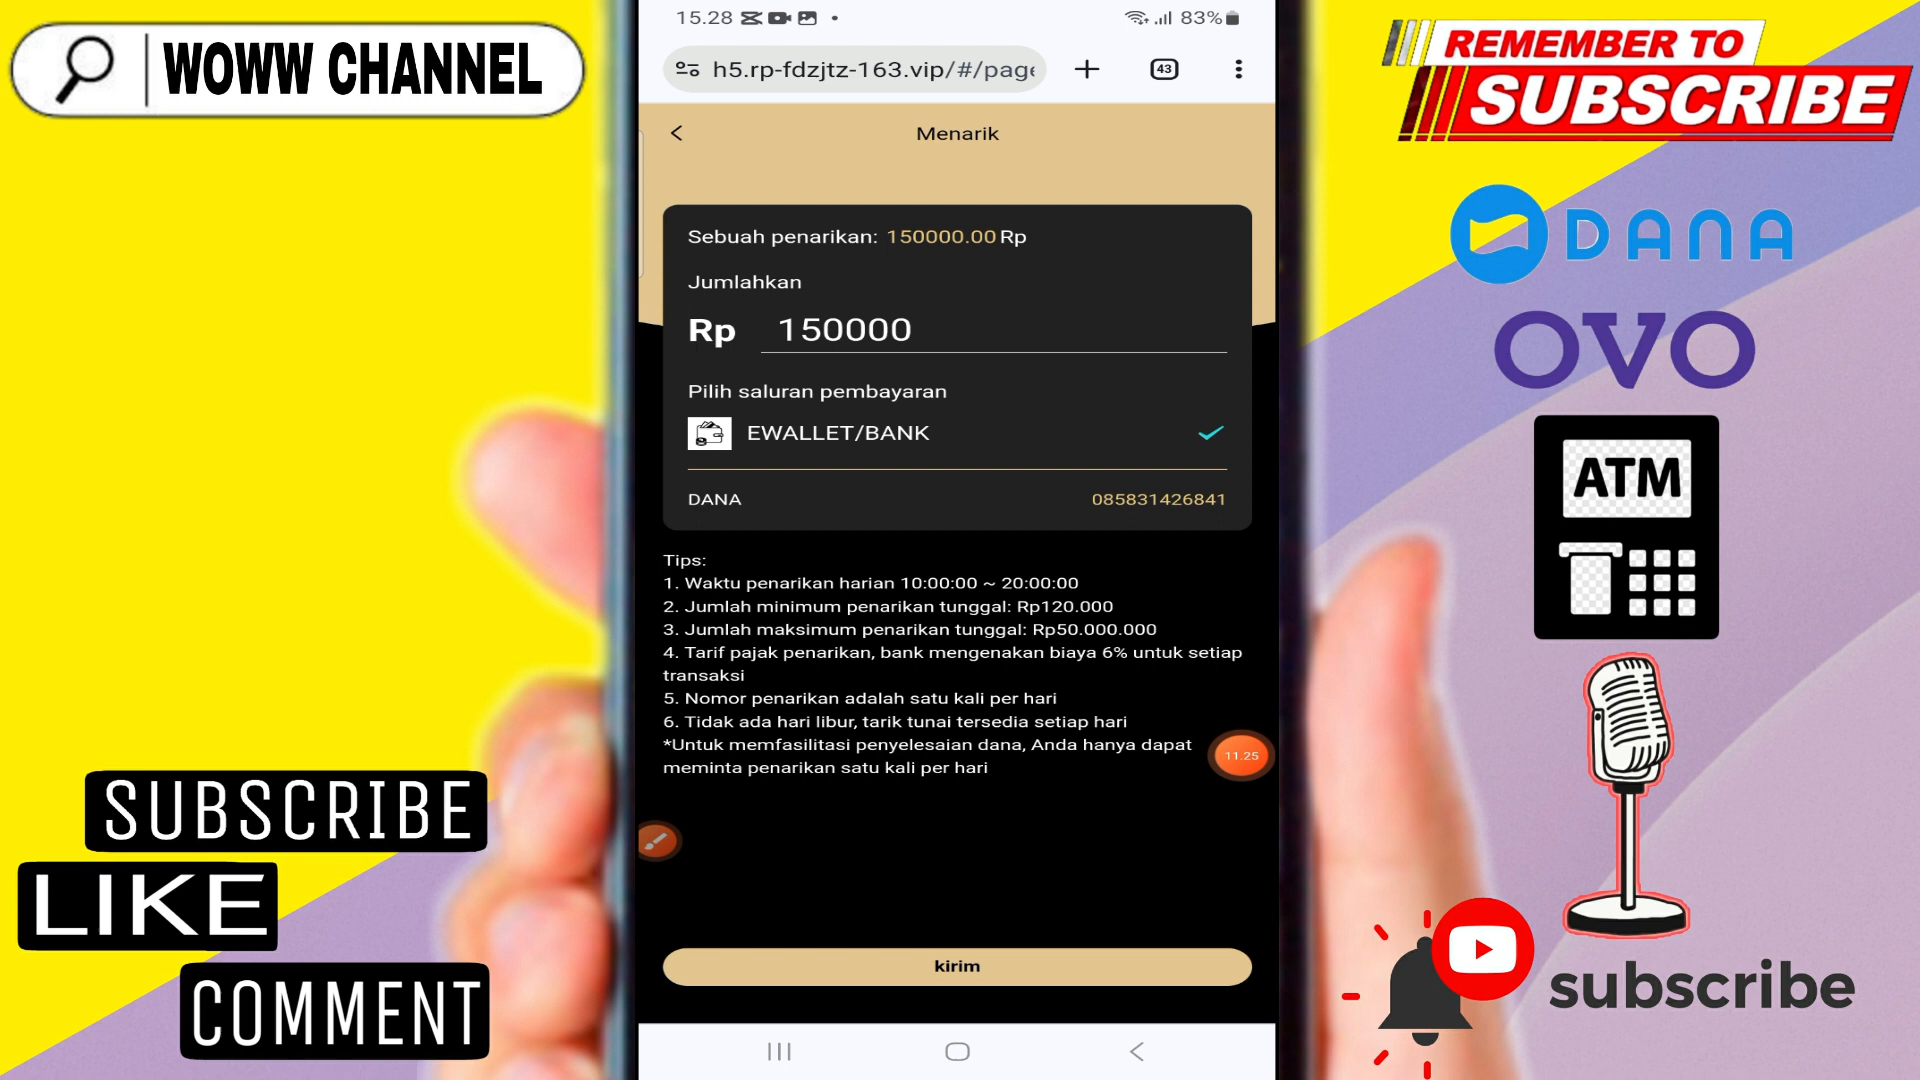 WOWW CHANNEL
15.28
83%
h5.rp-fdzjtz-163.vip/#/page
43
Menarik
Sebuah penarikan: 150000.00 Rp
Jumlahkan
Rp 150000
Pilih saluran pembayaran
EWALLET/BANK
DANA 085831426841
Tips:
1. Waktu penarikan harian 10:00:00 ~ 20:00:00
2. Jumlah minimum penarikan tunggal: Rp120.000
3. Jumlah maksimum penarikan tunggal: Rp50.000.000
4. Tarif pajak penarikan, bank mengenakan biaya 6% untuk setiap
transaksi
5. Nomor penarikan adalah satu kali per hari
6. Tidak ada hari libur, tarik tunai tersedia setiap hari
*Untuk memfasilitasi penyelesaian dana, Anda hanya dapat
meminta penarikan satu kali per hari
11.25
kirim
REMEMBER TO
SUBSCRIBE
DANA
OVO
ATM
subscribe
SUBSCRIBE
LIKE
COMMENT